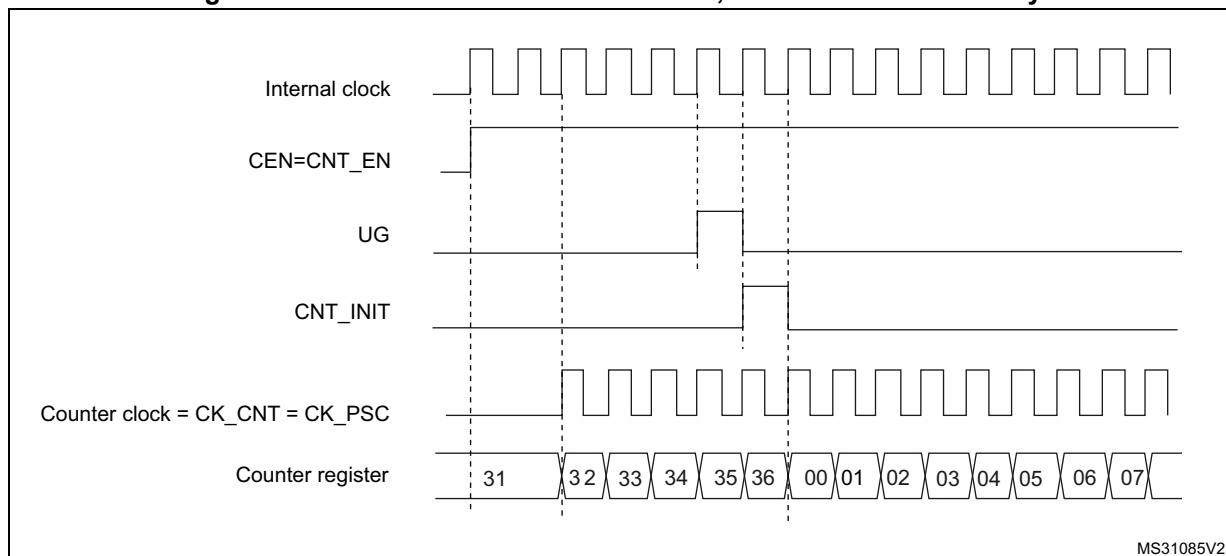 Internal clock
CEN=CNT_EN
UG
CNT_INIT
Counter clock = CK_CNT = CK_PSC
Counter register 31 32 33 34 35 36 00 01 02 03 04 05 06 07
MS31085V2